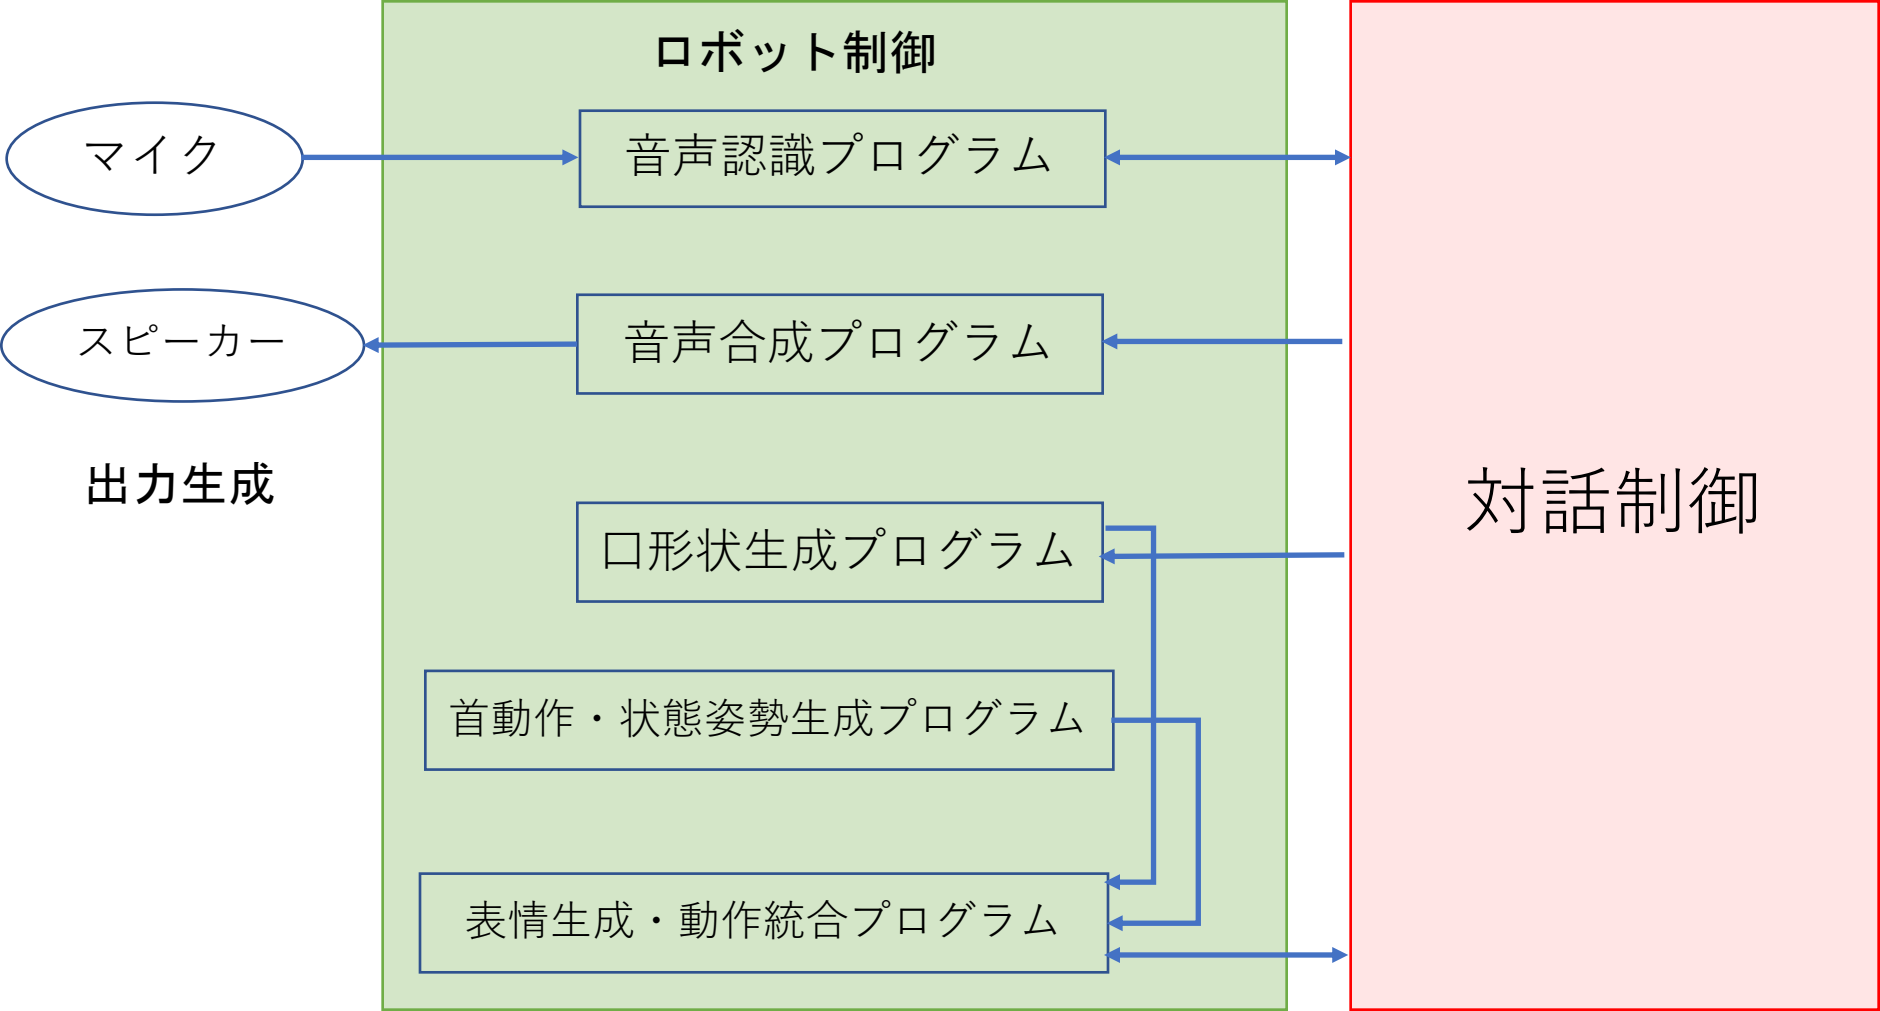 ロボット制御
マイク
音声認識プログラム
スピーカー
音声合成プログラム
出力生成
口形状生成プログラム
対話制御
首動作・状態姿勢生成プログラム
表情生成・動作統合プログラム